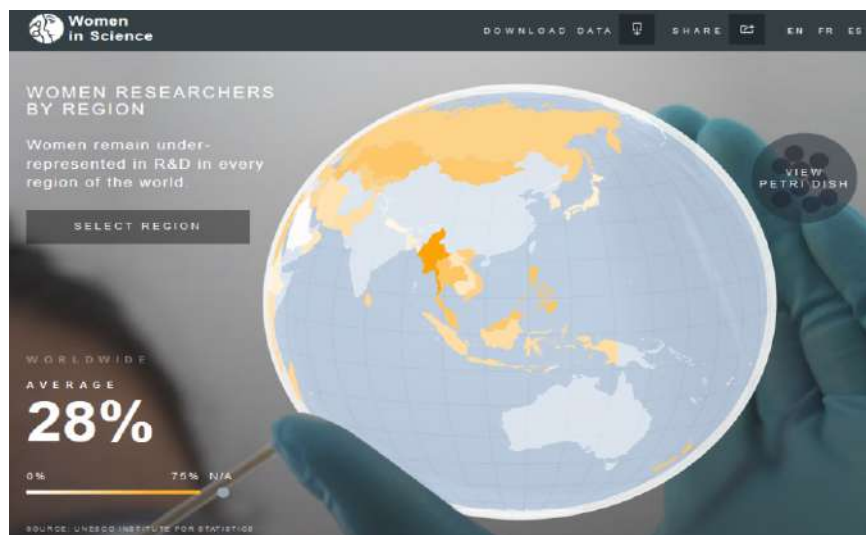 Women
in Science
DOWNLOAD DATA
SHARE
EN FR ES
WOMEN RESEARCHERS
BY REGION
Women remain under-
represented in R&D in every
region of the world.
SELECT REGION
VIEW
PETRI DISH
WORLDWIDE
AVERAGE
28%
0% 75% N/A
SOURCE: UNESCO INSTITUTE FOR STATISTICS